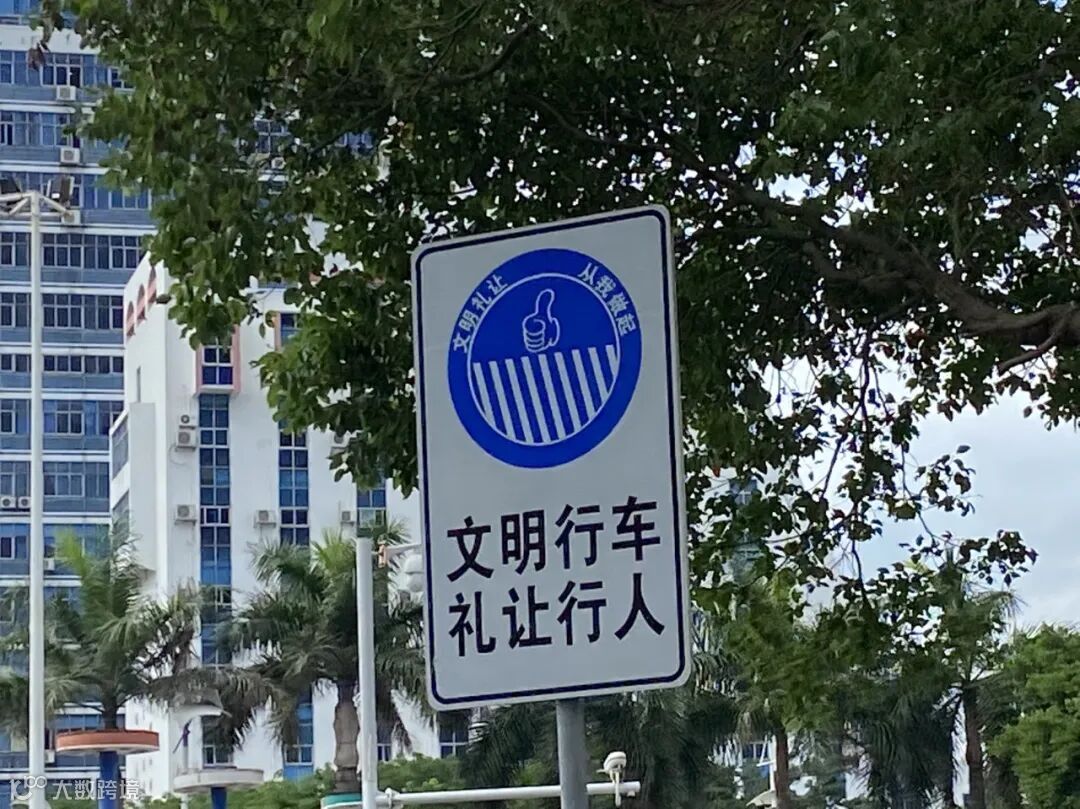 文明礼让 从我做起
文明行车
礼让行人
大数跨境